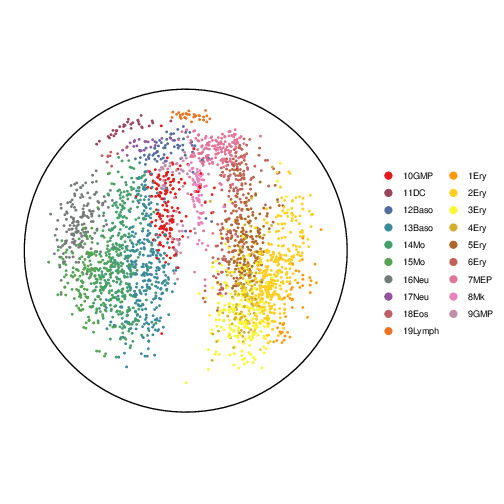 10GMP 1Ery
11DC 2Ery
12Baso 3Ery
13Baso 4Ery
14Mo 5Ery
15Mo 6Ery
16Neu 7MEP
17Neu 8Mk
18Eos 9GMP
19Lymph